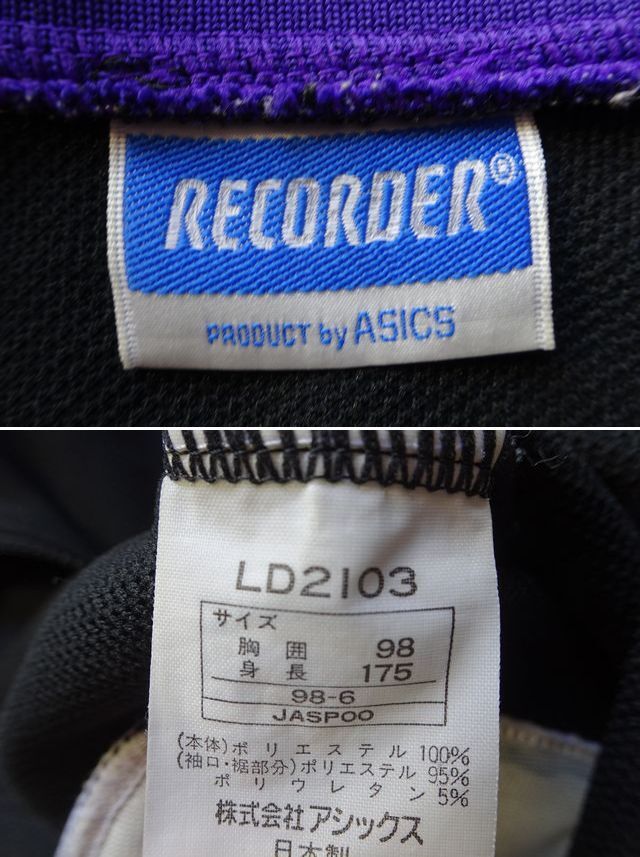 RECORDER®
PRODUCT by ASICS
LD2103
サイズ
胸囲 98
身長 175
98-6
JASPOO
(本体)ポリエステル 100%
(袖口・裾部分)ポリエステル 95%
ポリウレタン 5%
株式会社アシックス
日本製